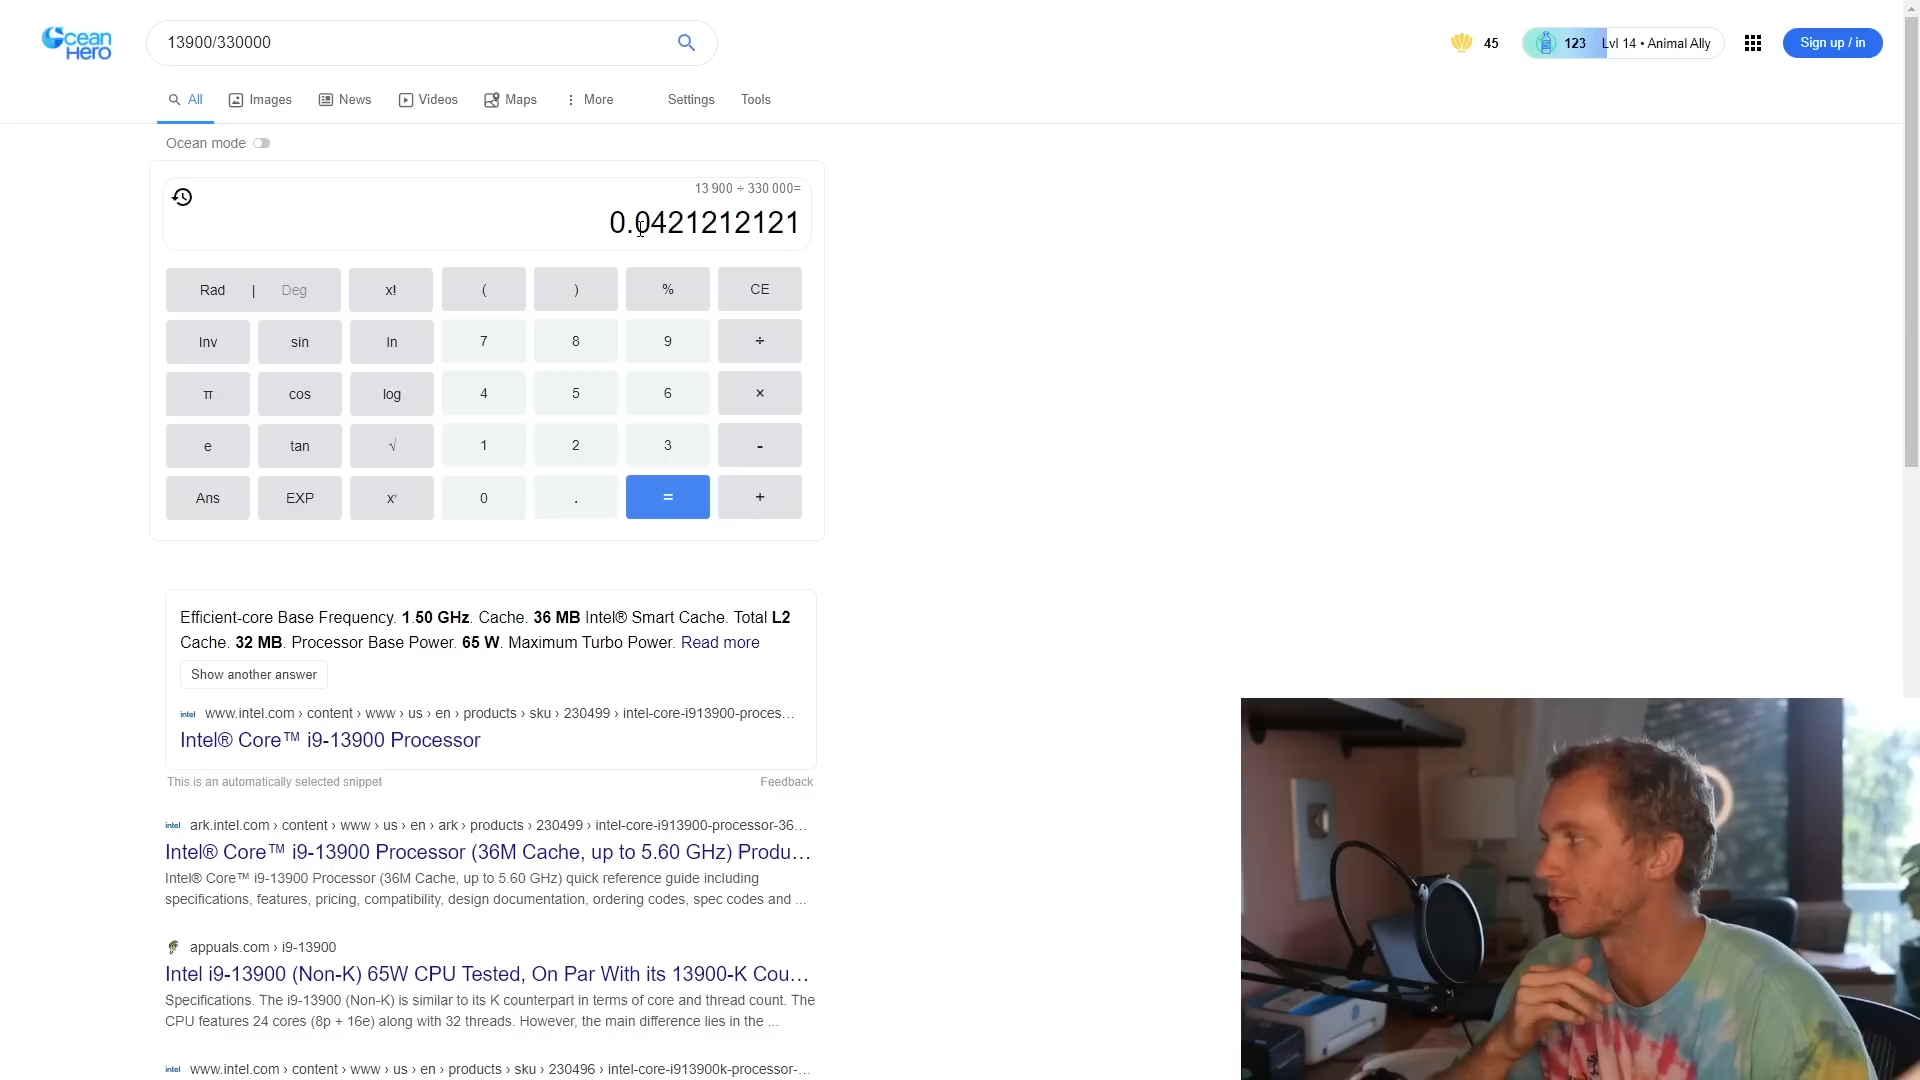 Ocean Hero
13900/330000
45
123 Lvl 14 • Animal Ally
Sign up / in
All
Images
News
Videos
Maps
More
Settings
Tools
Ocean mode
13 900 ÷ 330 000=
0.0421212121
Rad | Deg x! ( ) % CE
Inv sin ln 7 8 9 ÷
π cos log 4 5 6 ×
e tan √ 1 2 3 -
Ans EXP xʸ 0 . = +
Efficient-core Base Frequency. 1.50 GHz. Cache. 36 MB Intel® Smart Cache. Total L2
Cache. 32 MB. Processor Base Power. 65 W. Maximum Turbo Power. Read more
Show another answer
intel www.intel.com › content › www › us › en › products › sku › 230499 › intel-core-i913900-proces...
Intel® Core™ i9-13900 Processor
This is an automatically selected snippet
Feedback
intel ark.intel.com › content › www › us › en › ark › products › 230499 › intel-core-i913900-processor-36...
Intel® Core™ i9-13900 Processor (36M Cache, up to 5.60 GHz) Produ...
Intel® Core™ i9-13900 Processor (36M Cache, up to 5.60 GHz) quick reference guide including
specifications, features, pricing, compatibility, design documentation, ordering codes, spec codes and ...
appuals.com › i9-13900
Intel i9-13900 (Non-K) 65W CPU Tested, On Par With its 13900-K Cou...
Specifications. The i9-13900 (Non-K) is similar to its K counterpart in terms of core and thread count. The
CPU features 24 cores (8p + 16e) along with 32 threads. However, the main difference lies in the ...
intel www.intel.com › content › www › us › en › products › sku › 230496 › intel-core-i913900k-processor-...